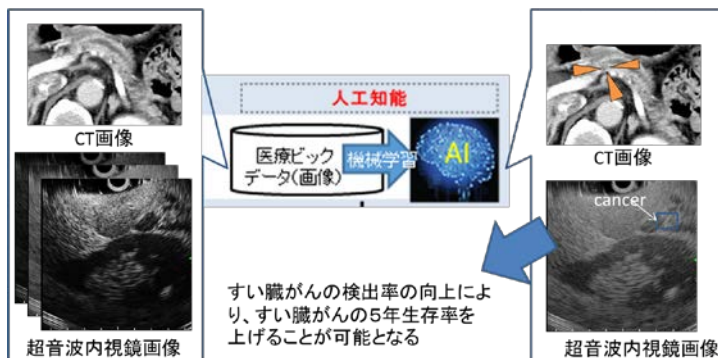 CT画像
超音波内視鏡画像
人工知能
医療ビック
データ(画像)
機械学習
AI
すい臓がんの検出率の向上によ
り、すい臓がんの5年生存率を
上げることが可能となる
CT画像
cancer
超音波内視鏡画像